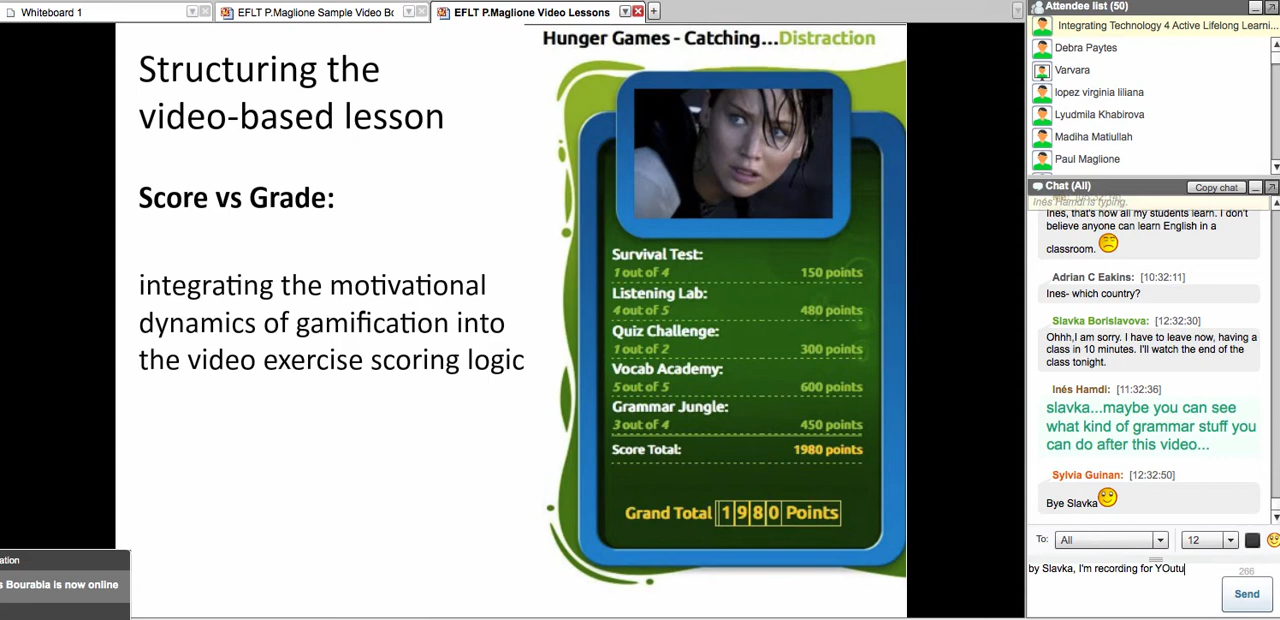 Whiteboard 1
EFLT P.Maglione Sample Video Bo
EFLT P.Maglione Video Lessons
Structuring the
video-based lesson
Score vs Grade:
integrating the motivational
dynamics of gamification into
the video exercise scoring logic
Hunger Games - Catching...Distraction
Survival Test:
1 out of 4 150 points
Listening Lab:
4 out of 5 480 points
Quiz Challenge:
1 out of 2 300 points
Vocab Academy:
5 out of 5 600 points
Grammar Jungle:
3 out of 4 450 points
Score Total: 1980 points
Grand Total 1980 Points
ation
s Bourabia is now online
Attendee list (50)
Integrating Technology 4 Active Lifelong Learni...
Debra Paytes
Varvara
lopez virginia liliana
Lyudmila Khabirova
Madiha Matiullah
Paul Maglione
Chat (All)
Copy chat
Inés Hamdi is typing.
Ines, that's how all my students learn. I don't
believe anyone can learn English in a
classroom.
Adrian C Eakins: [10:32:11]
Ines- which country?
Slavka Borislavova: [12:32:30]
Ohhh,I am sorry. I have to leave now, having a
class in 10 minutes. I'll watch the end of the
class tonight.
Inés Hamdi: [11:32:36]
slavka...maybe you can see
what kind of grammar stuff you
can do after this video...
Sylvia Guinan: [12:32:50]
Bye Slavka
To: All 12
by Slavka, I'm recording for YOutu
266
Send